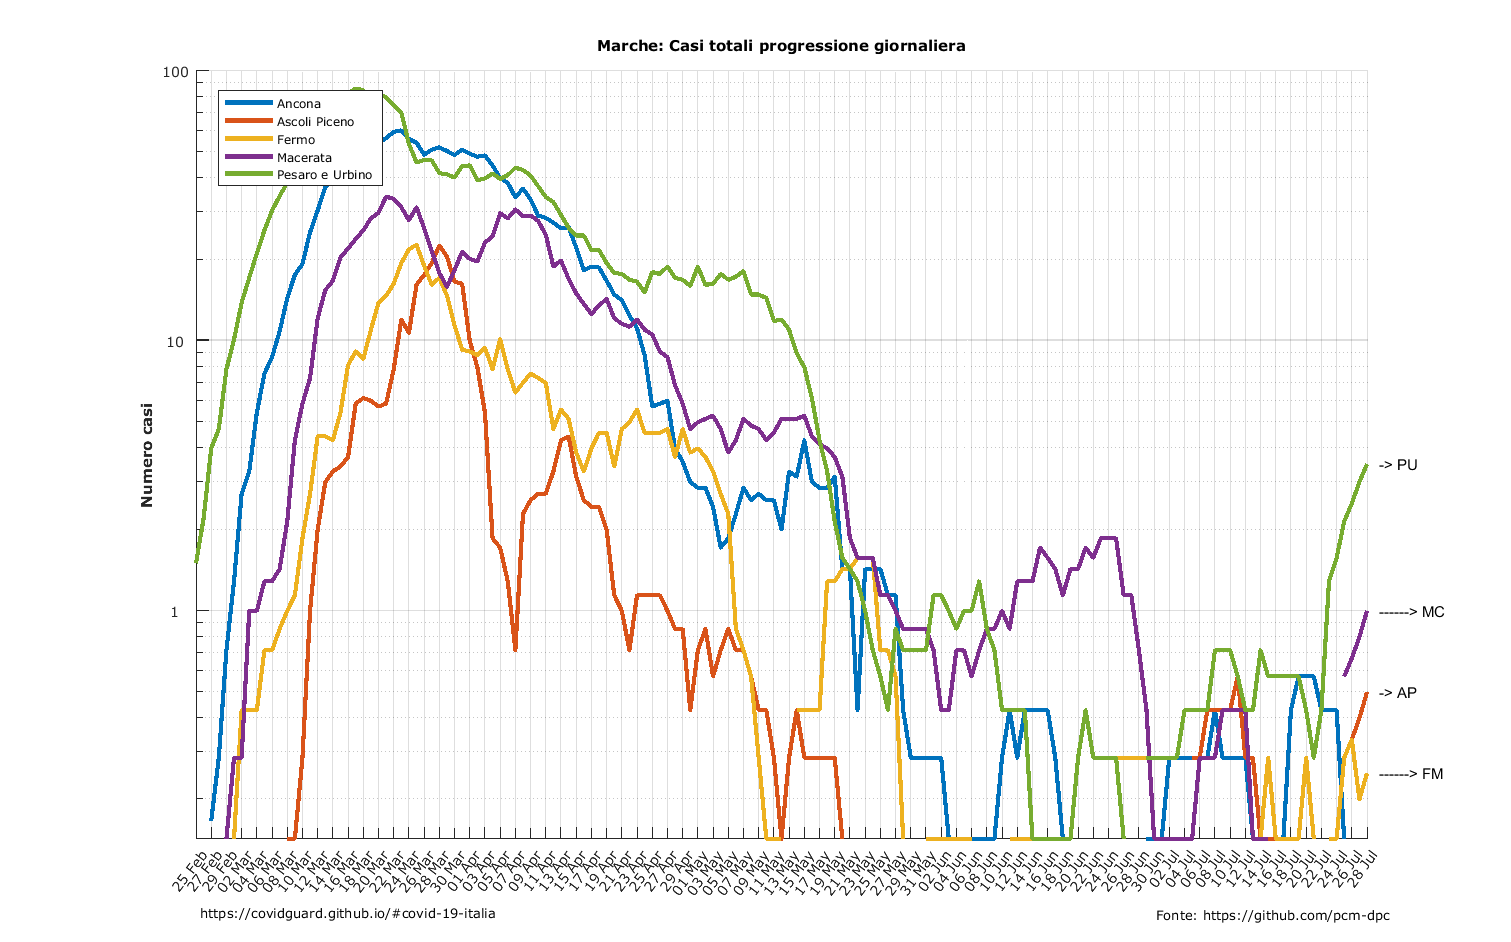 Marche: Casi totali progressione giornaliera
100
10
1
Numero casi
Ancona
Ascoli Piceno
Fermo
Macerata
Pesaro e Urbino
-> PU
------> MC
-> AP
------> FM
25 Feb
27 Feb
29 Feb
02 Mar
04 Mar
06 Mar
08 Mar
10 Mar
12 Mar
14 Mar
16 Mar
18 Mar
20 Mar
22 Mar
24 Mar
26 Mar
28 Mar
30 Mar
01 Apr
03 Apr
05 Apr
07 Apr
09 Apr
11 Apr
13 Apr
15 Apr
17 Apr
19 Apr
21 Apr
23 Apr
25 Apr
27 Apr
29 Apr
01 May
03 May
05 May
07 May
09 May
11 May
13 May
15 May
17 May
19 May
21 May
23 May
25 May
27 May
29 May
31 May
02 Jun
04 Jun
06 Jun
08 Jun
10 Jun
12 Jun
14 Jun
16 Jun
18 Jun
20 Jun
22 Jun
24 Jun
26 Jun
28 Jun
30 Jun
02 Jul
04 Jul
06 Jul
08 Jul
10 Jul
12 Jul
14 Jul
16 Jul
18 Jul
20 Jul
22 Jul
24 Jul
26 Jul
28 Jul
https://covidguard.github.io/#covid-19-italia
Fonte: https://github.com/pcm-dpc